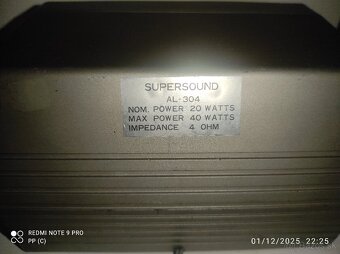 SUPERSOUND
AL-304
NOM. POWER 20 WATTS
MAX POWER 40 WATTS
IMPEDANCE 4 OHM
REDMI NOTE 9 PRO
PP (C)
01/12/2025 22:25